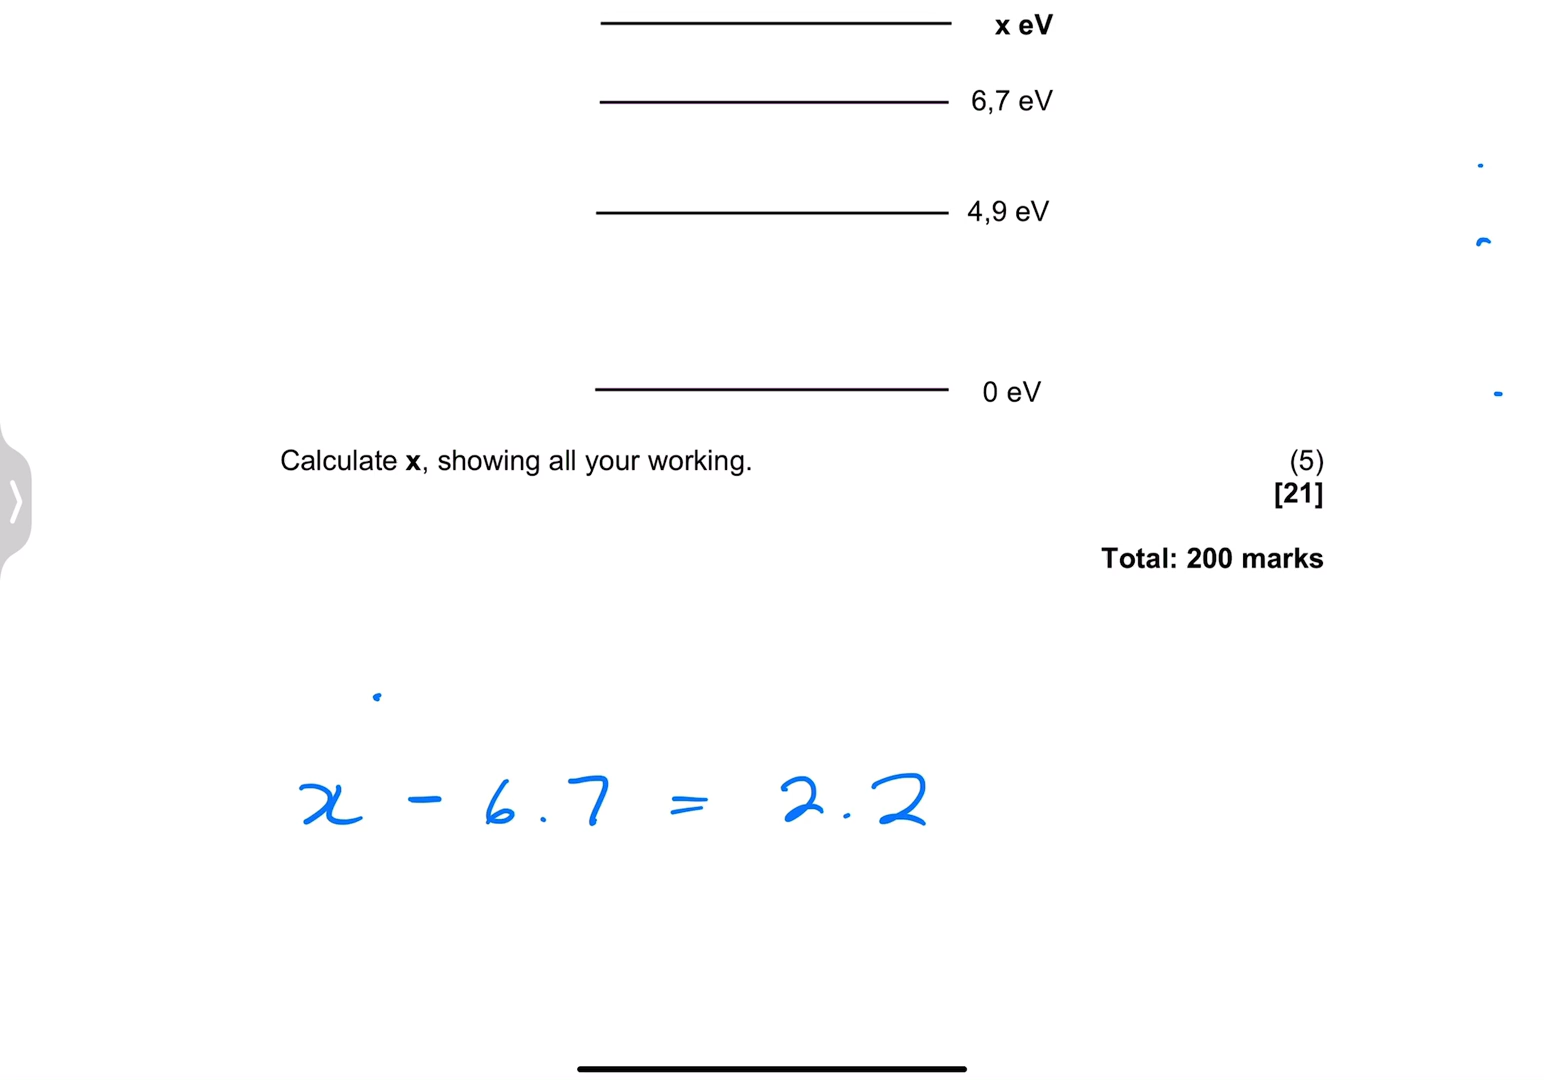 x eV
6,7 eV
4,9 eV
0 eV
Calculate x, showing all your working. (5)
[21]
Total: 200 marks
x - 6.7 = 2.2